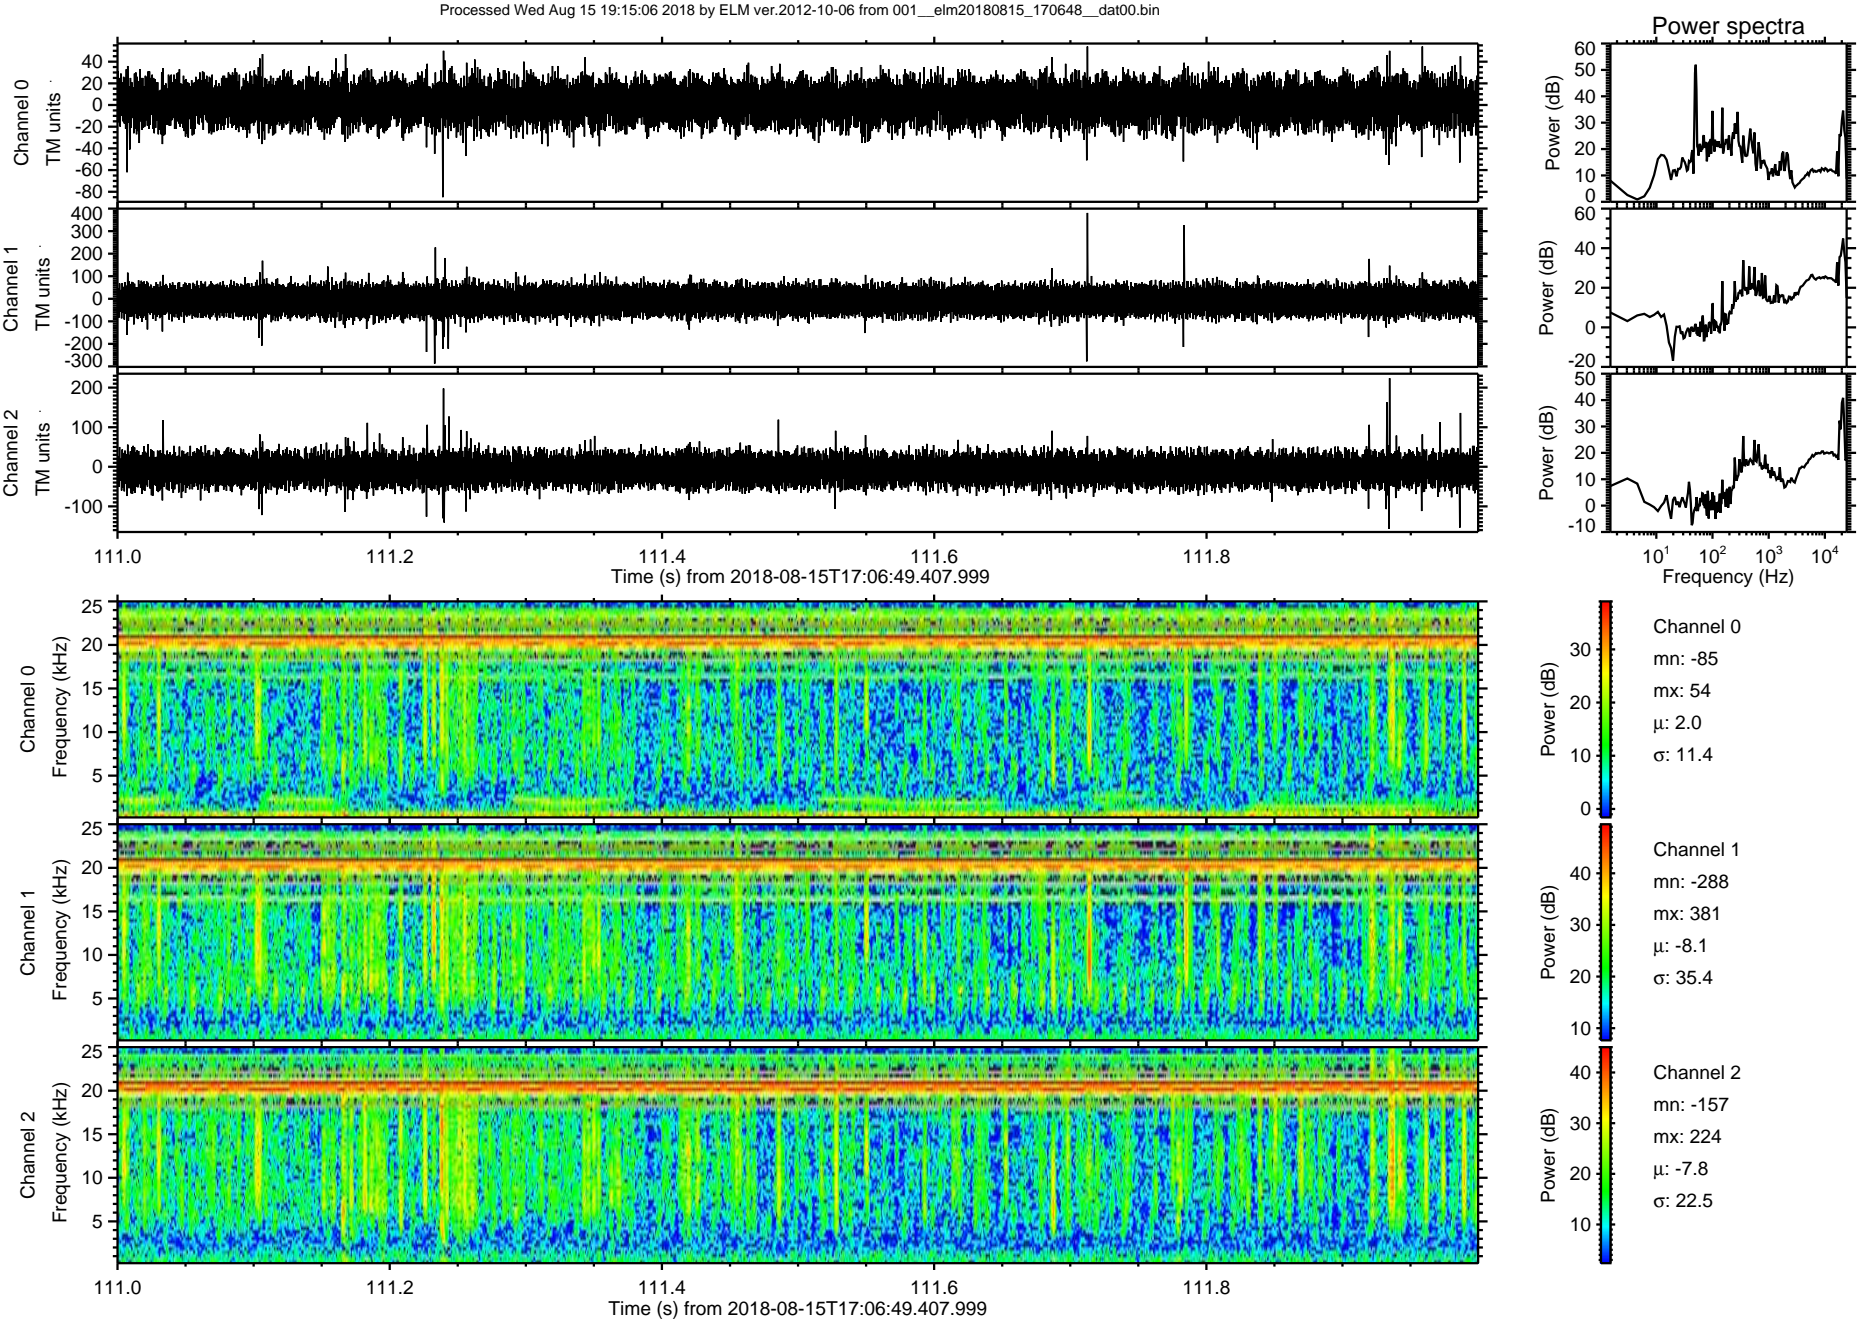 Processed Wed Aug 15 19:15:06 2018 by ELM ver.2012-10-06 from 001__elm20180815_170648__dat00.bin
Power spectra
Channel 0
TM units
40
20
0
-20
-40
-60
-80
Power (dB)
60
50
40
30
20
10
0
Channel 1
TM units
400
300
200
100
0
-100
-200
-300
Power (dB)
60
40
20
0
-20
Channel 2
TM units
200
100
0
-100
Power (dB)
50
40
30
20
10
0
-10
111.0 111.2 111.4 111.6 111.8
Time (s) from 2018-08-15T17:06:49.407.999
10¹ 10² 10³ 10⁴
Frequency (Hz)
Channel 0
Frequency (kHz)
25
20
15
10
5
Power (dB)
30
20
10
0
Channel 0
mn: -85
mx: 54
μ: 2.0
σ: 11.4
Channel 1
Frequency (kHz)
25
20
15
10
5
Power (dB)
40
30
20
10
Channel 1
mn: -288
mx: 381
μ: -8.1
σ: 35.4
Channel 2
Frequency (kHz)
25
20
15
10
5
Power (dB)
40
30
20
10
Channel 2
mn: -157
mx: 224
μ: -7.8
σ: 22.5
111.0 111.2 111.4 111.6 111.8
Time (s) from 2018-08-15T17:06:49.407.999